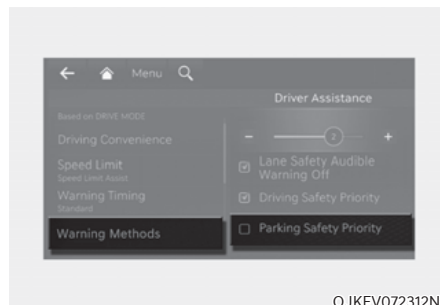 Menu
Driver Assistance
Based on DRIVE MODE
Driving Convenience
Speed Limit
Speed Limit Assist
Warning Timing
Standard
Warning Methods
- 2 +
Lane Safety Audible
Warning Off
Driving Safety Priority
Parking Safety Priority
OJKEV072312N